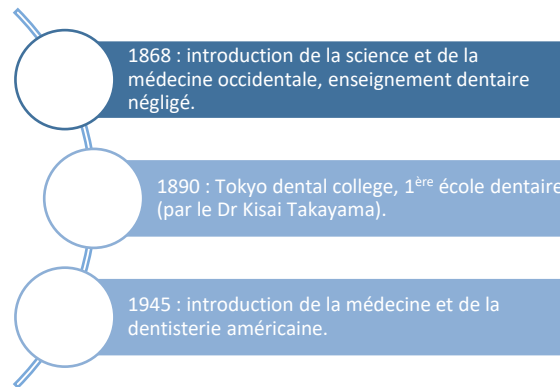 1868 : introduction de la science et de la
médecine occidentale, enseignement dentaire
négligé.
1890 : Tokyo dental college, 1ère école dentaire
(par le Dr Kisai Takayama).
1945 : introduction de la médecine et de la
dentisterie américaine.